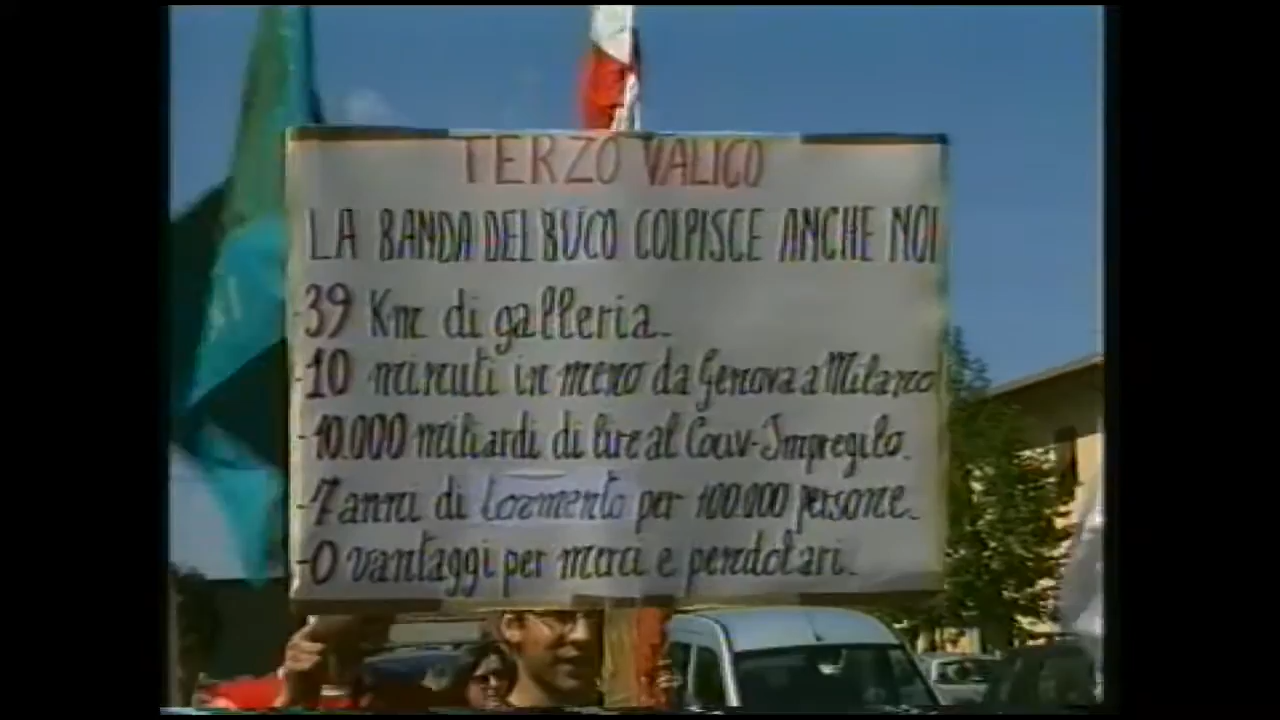 TERZO VALICO
LA BANDA DEL BUCO COLPISCE ANCHE NOI
-39 Km di galleria.
-10 minuti in meno da Genova a Milano
-10.000 miliardi di lire al Couv-Impregilo.
-7 anni di tormento per 100.000 persone.
-0 vantaggi per merci e pendolari.